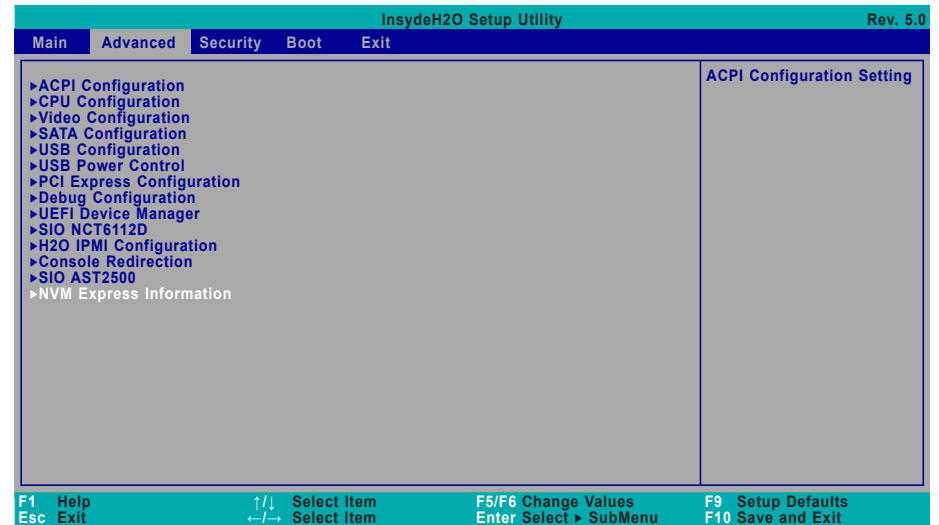 InsydeH2O Setup Utility Rev. 5.0
Main Advanced Security Boot Exit
▶ACPI Configuration
▶CPU Configuration
▶Video Configuration
▶SATA Configuration
▶USB Configuration
▶USB Power Control
▶PCI Express Configuration
▶Debug Configuration
▶UEFI Device Manager
▶SIO NCT6112D
▶H2O IPMI Configuration
▶Console Redirection
▶SIO AST2500
▶NVM Express Information
ACPI Configuration Setting
F1 Help ↑/↓ Select Item F5/F6 Change Values F9 Setup Defaults
Esc Exit ←/→ Select Item Enter Select ▶ SubMenu F10 Save and Exit